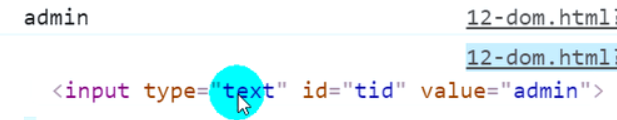 admin 12-dom.html?
12-dom.html?
<input type="text" id="tid" value="admin">